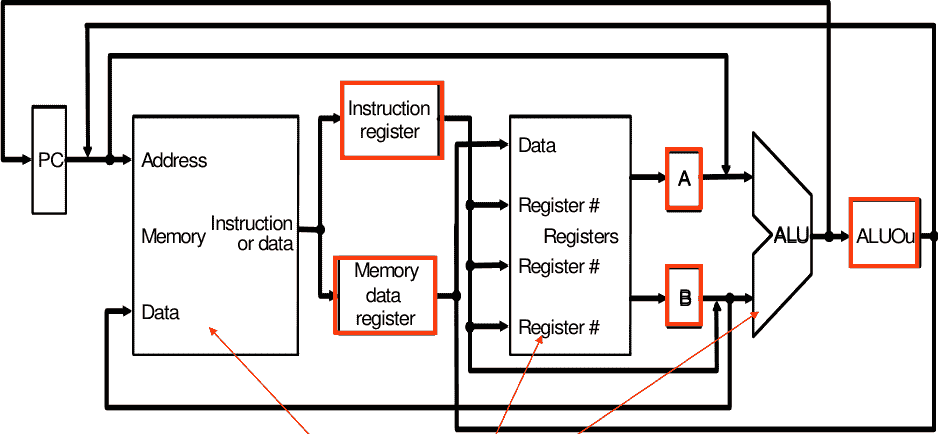 PC
Address
Memory
Instruction
or data
Data
Instruction
register
Memory
data
register
Data
Register #
Registers
Register #
Register #
A
B
ALU
ALUOu